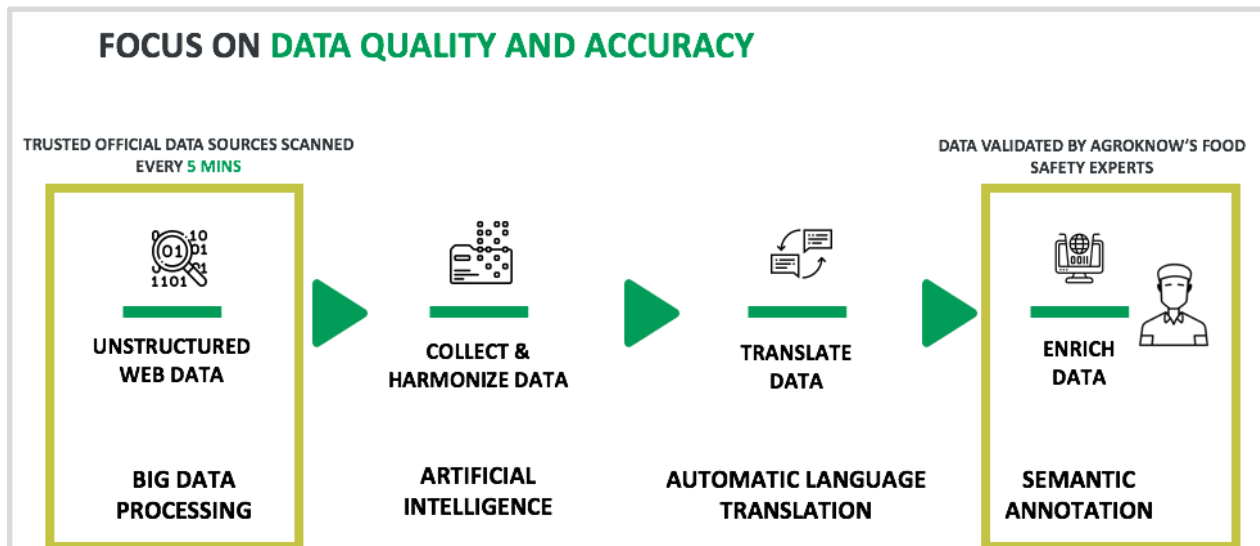 FOCUS ON DATA QUALITY AND ACCURACY
TRUSTED OFFICIAL DATA SOURCES SCANNED
EVERY 5 MINS
DATA VALIDATED BY AGROKNOW'S FOOD
SAFETY EXPERTS
01
1101
UNSTRUCTURED
WEB DATA
COLLECT &
HARMONIZE DATA
TRANSLATE
DATA
ENRICH
DATA
BIG DATA
PROCESSING
ARTIFICIAL
INTELLIGENCE
AUTOMATIC LANGUAGE
TRANSLATION
SEMANTIC
ANNOTATION